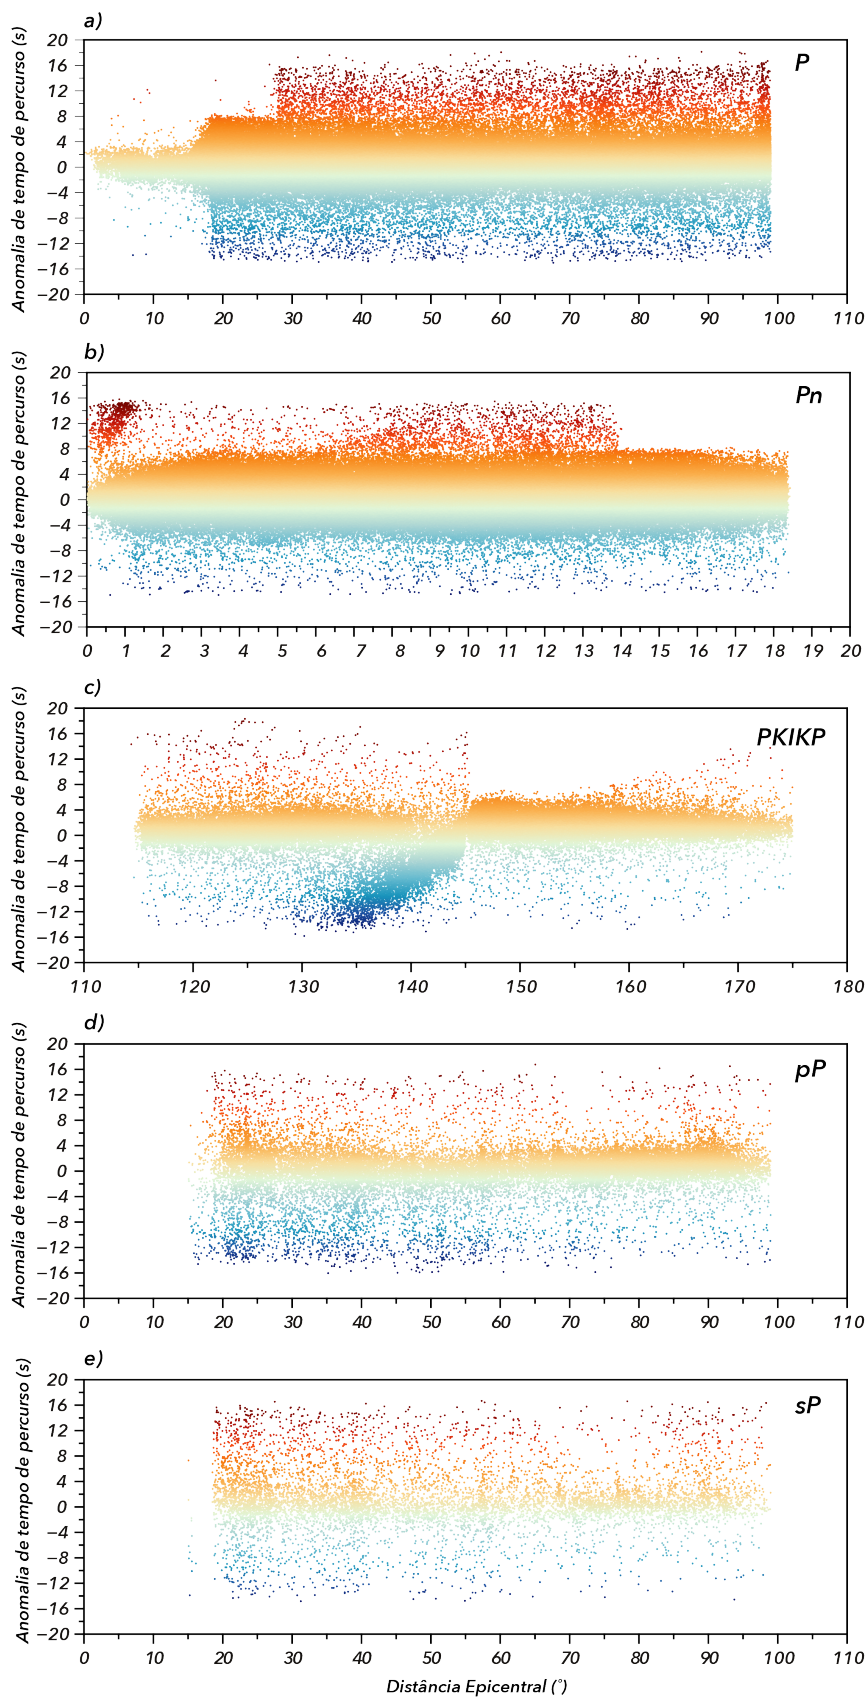 a)
P
Anomalia de tempo de percurso (s)
20
16
12
8
4
0
−4
−8
−12
−16
−20
0 10 20 30 40 50 60 70 80 90 100 110
b)
Pn
Anomalia de tempo de percurso (s)
20
16
12
8
4
0
−4
−8
−12
−16
−20
0 1 2 3 4 5 6 7 8 9 10 11 12 13 14 15 16 17 18 19 20
c)
PKIKP
Anomalia de tempo de percurso (s)
20
16
12
8
4
0
−4
−8
−12
−16
−20
110 120 130 140 150 160 170 180
d)
pP
Anomalia de tempo de percurso (s)
20
16
12
8
4
0
−4
−8
−12
−16
−20
0 10 20 30 40 50 60 70 80 90 100 110
e)
sP
Anomalia de tempo de percurso (s)
20
16
12
8
4
0
−4
−8
−12
−16
−20
0 10 20 30 40 50 60 70 80 90 100 110
Distância Epicentral (°)